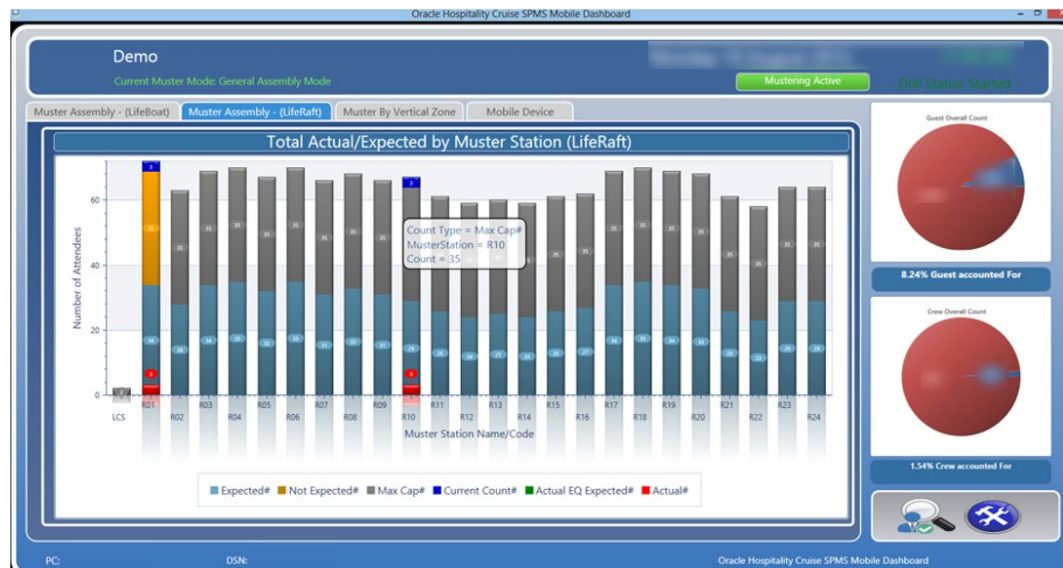 Oracle Hospitality Cruise SPMS Mobile Dashboard
Demo
Current Muster Mode: General Assembly Mode
Mustering Active
Drill Status: Started
Muster Assembly - (LifeBoat)
Muster Assembly - (LifeRaft)
Muster By Vertical Zone
Mobile Device
Total Actual/Expected by Muster Station (LifeRaft)
Number of Attendees
60
40
20
0
Count Type = Max Cap#
MusterStation = R10
Count = 35
LCS R01 R02 R03 R04 R05 R06 R07 R08 R09 R10 R11 R12 R13 R14 R15 R16 R17 R18 R19 R20 R21 R22 R23 R24
Muster Station Name/Code
Expected# Not Expected# Max Cap# Current Count# Actual EQ Expected# Actual#
Guest Overall Count
8.24% Guest accounted For
Crew Overall Count
1.54% Crew accounted For
PC:
DSN:
Oracle Hospitality Cruise SPMS Mobile Dashboard